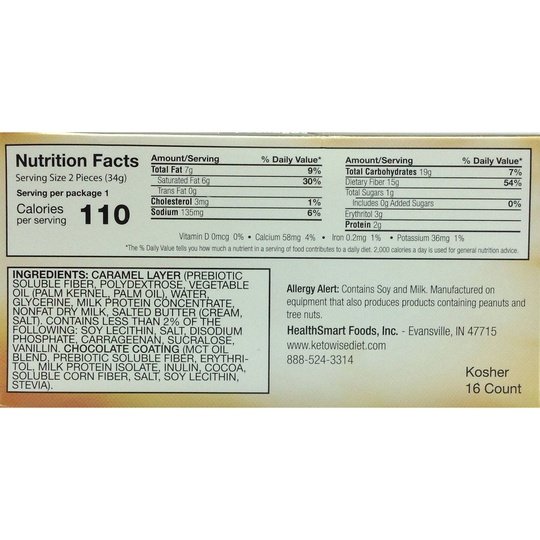 Nutrition Facts
Serving Size 2 Pieces (34g)
Serving per package 1
Calories
per serving
110
Amount/Serving % Daily Value*
Total Fat 7g 9%
Saturated Fat 6g 30%
Trans Fat 0g
Cholesterol 3mg 1%
Sodium 135mg 6%
Amount/Serving % Daily Value*
Total Carbohydrates 19g 7%
Dietary Fiber 15g 54%
Total Sugars 1g
Includes 0g Added Sugars 0%
Erythritol 3g
Protein 2g
Vitamin D 0mcg 0% • Calcium 58mg 4% • Iron 0.2mg 1% • Potassium 36mg 1%
*The % Daily Value tells you how much a nutrient in a serving of food contributes to a daily diet. 2,000 calories a day is used for general nutrition advice.
INGREDIENTS: CARAMEL LAYER (PREBIOTIC
SOLUBLE FIBER, POLYDEXTROSE, VEGETABLE
OIL (PALM KERNEL, PALM OIL), WATER,
GLYCERINE, MILK PROTEIN CONCENTRATE,
NONFAT DRY MILK, SALTED BUTTER (CREAM,
SALT). CONTAINS LESS THAN 2% OF THE
FOLLOWING: SOY LECITHIN, SALT, DISODIUM
PHOSPHATE, CARRAGEENAN, SUCRALOSE,
VANILLIN, CHOCOLATE COATING (MCT OIL
BLEND, PREBIOTIC SOLUBLE FIBER, ERYTHRI-
TOL, MILK PROTEIN ISOLATE, INULIN, COCOA,
SOLUBLE CORN FIBER, SALT, SOY LECITHIN,
STEVIA).
Allergy Alert: Contains Soy and Milk. Manufactured on
equipment that also produces products containing peanuts and
tree nuts.
HealthSmart Foods, Inc. - Evansville, IN 47715
www.ketowisediet.com
888-524-3314
Kosher
16 Count